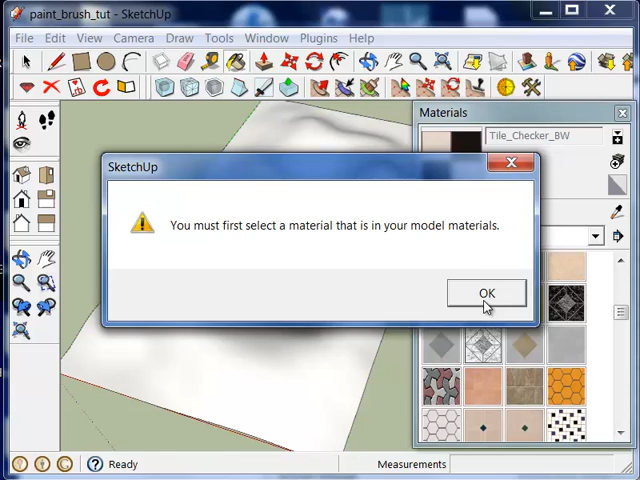 paint_brush_tut - SketchUp
File Edit View Camera Draw Tools Window Plugins Help
Materials
Tile_Checker_BW
SketchUp
You must first select a material that is in your model materials.
OK
Ready
Measurements